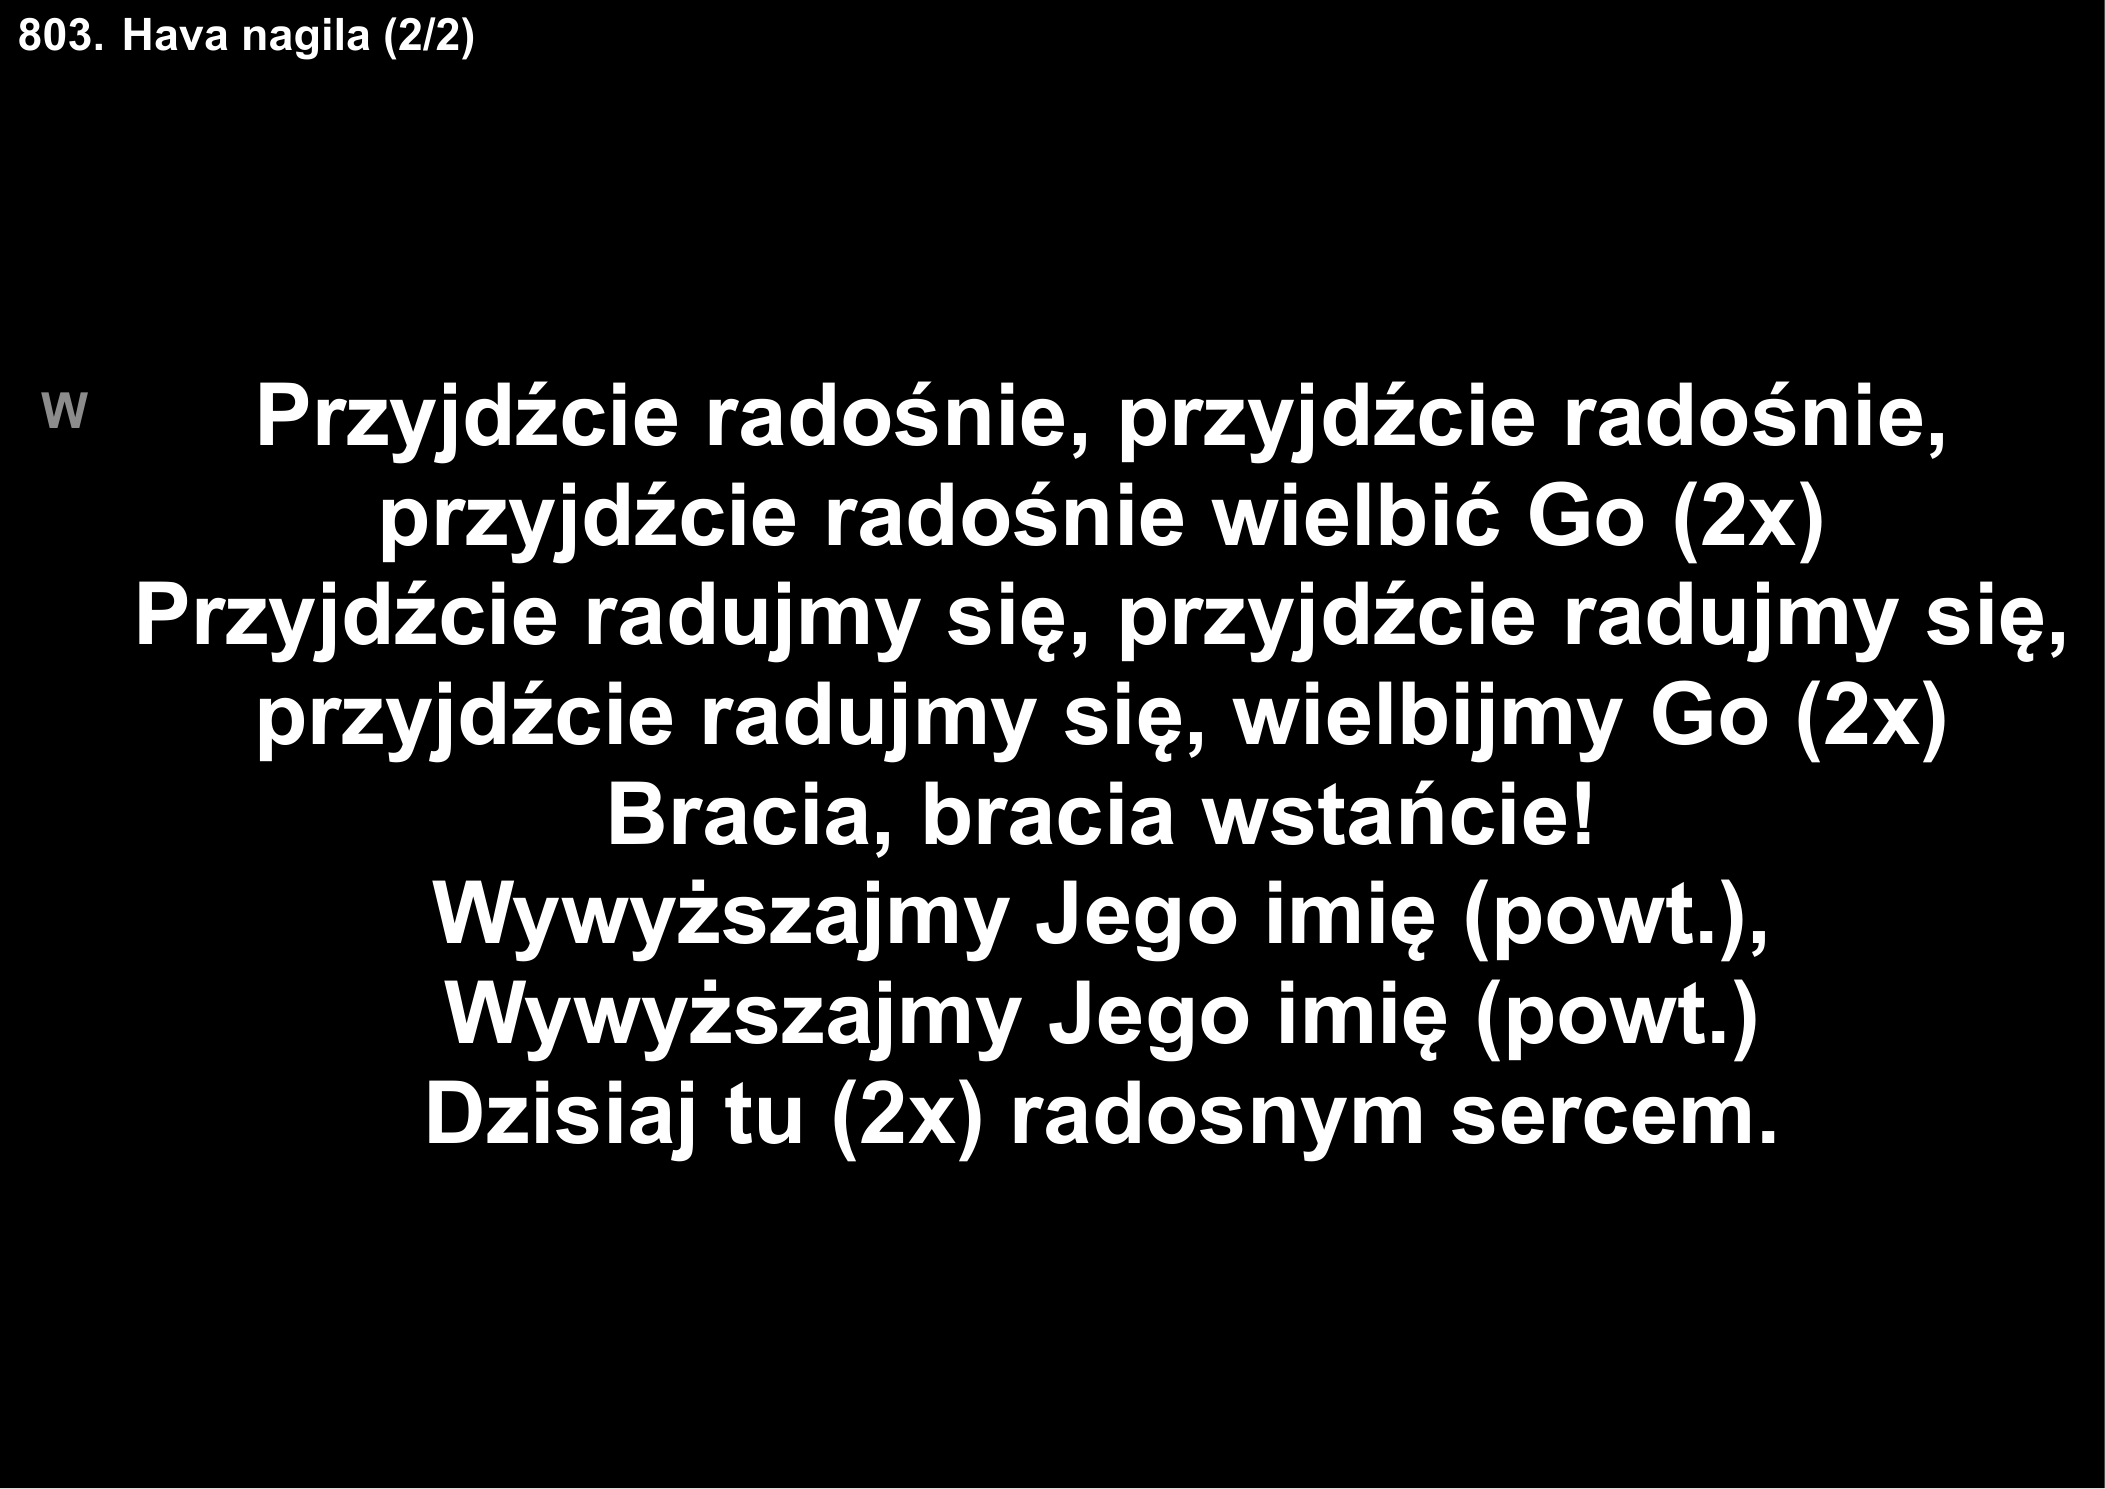 803. Hava nagila (2/2)
W
Przyjdźcie radośnie, przyjdźcie radośnie,
przyjdźcie radośnie wielbić Go (2x)
Przyjdźcie radujmy się, przyjdźcie radujmy się,
przyjdźcie radujmy się, wielbijmy Go (2x)
Bracia, bracia wstańcie!
Wywyższajmy Jego imię (powt.),
Wywyższajmy Jego imię (powt.)
Dzisiaj tu (2x) radosnym sercem.